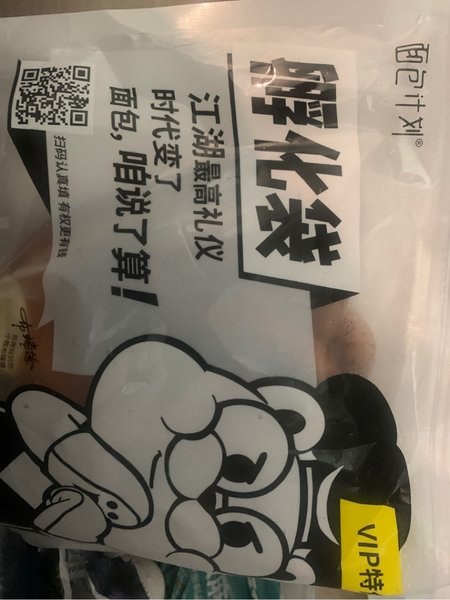 面包计划®
孵化袋
江湖最高礼仪
时代变了
面包,咱说了算!
扫码认真填 有权更有钱
VIP特